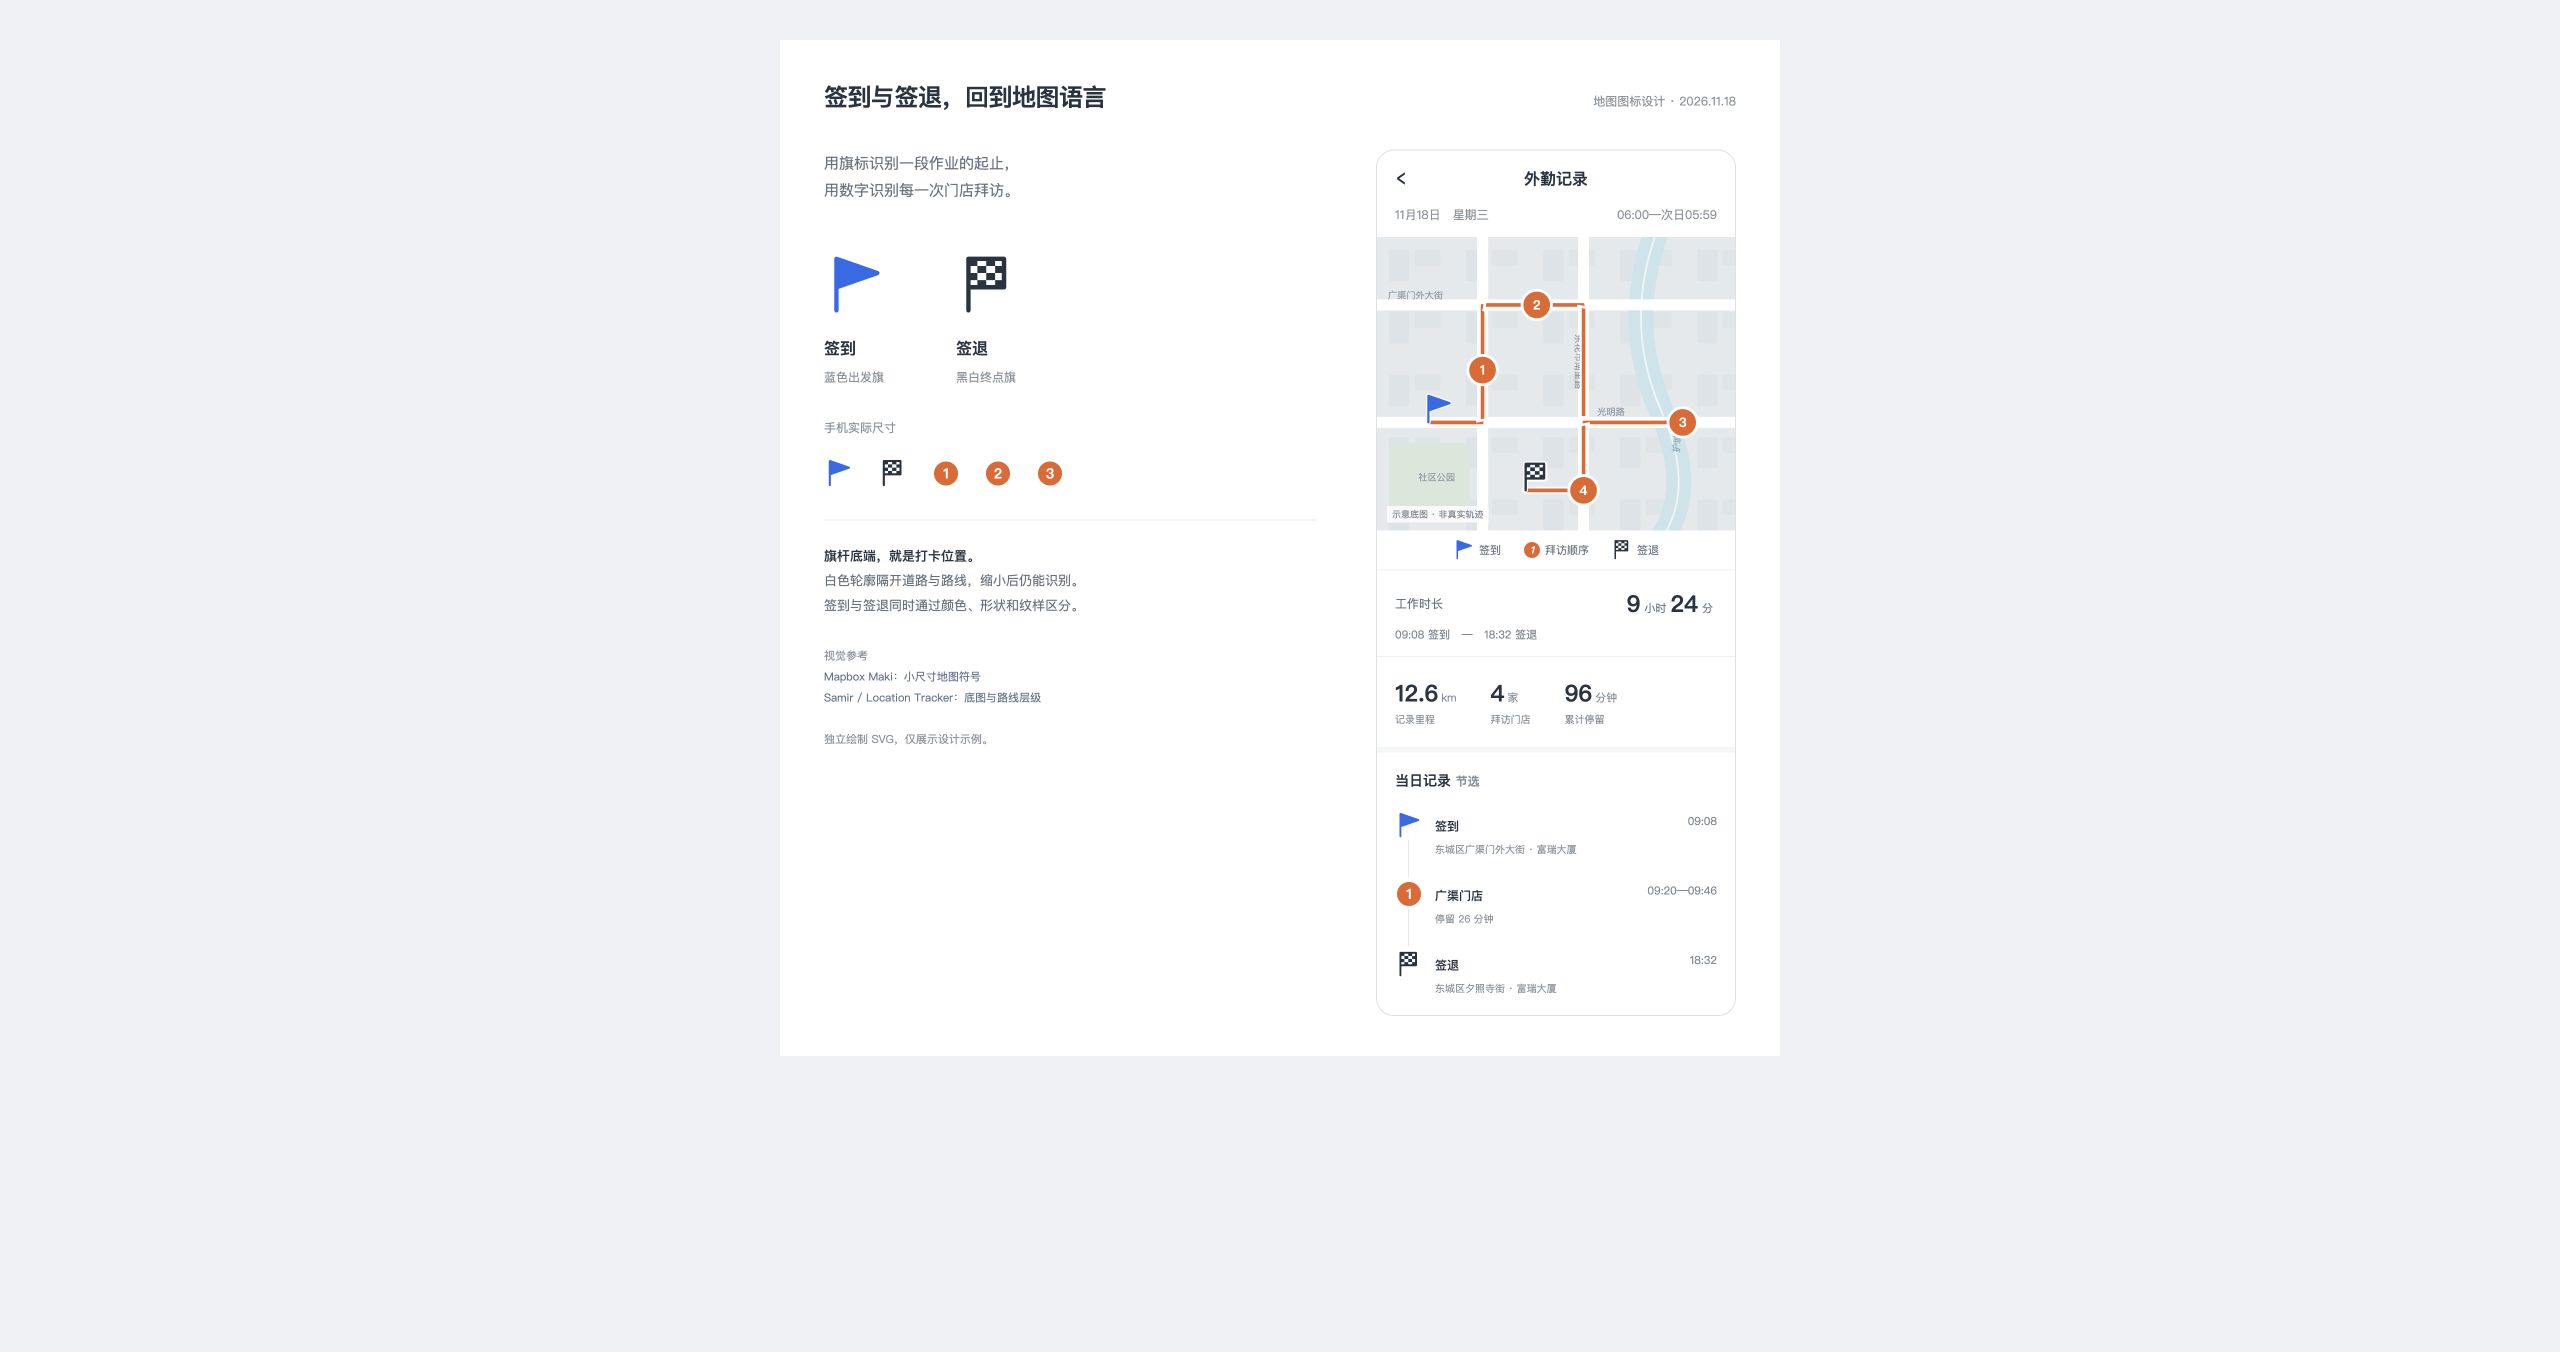 签到与签退，回到地图语言
地图图标设计 · 2026.11.18
用旗标识别一段作业的起止，
用数字识别每一次门店拜访。
签到
签退
蓝色出发旗
黑白终点旗
手机实际尺寸
1
2
3
旗杆底端，就是打卡位置。
白色轮廓隔开道路与路线，缩小后仍能识别。
签到与签退同时通过颜色、形状和纹样区分。
视觉参考
Mapbox Maki：小尺寸地图符号
Samir / Location Tracker：底图与路线层级
独立绘制 SVG，仅展示设计示例。
<
外勤记录
11月18日 星期三
06:00—次日05:59
广渠门外大街
2
1
光明路
3
社区公园
4
示意底图 · 非真实轨迹
签到
1 拜访顺序
签退
工作时长
9 小时 24 分
09:08 签到 — 18:32 签退
12.6 km
4 家
96 分钟
记录里程
拜访门店
累计停留
当日记录 节选
签到
09:08
东城区广渠门外大街 · 富瑞大厦
1
广渠门店
09:20—09:46
停留 26 分钟
签退
18:32
东城区夕照寺街 · 富瑞大厦